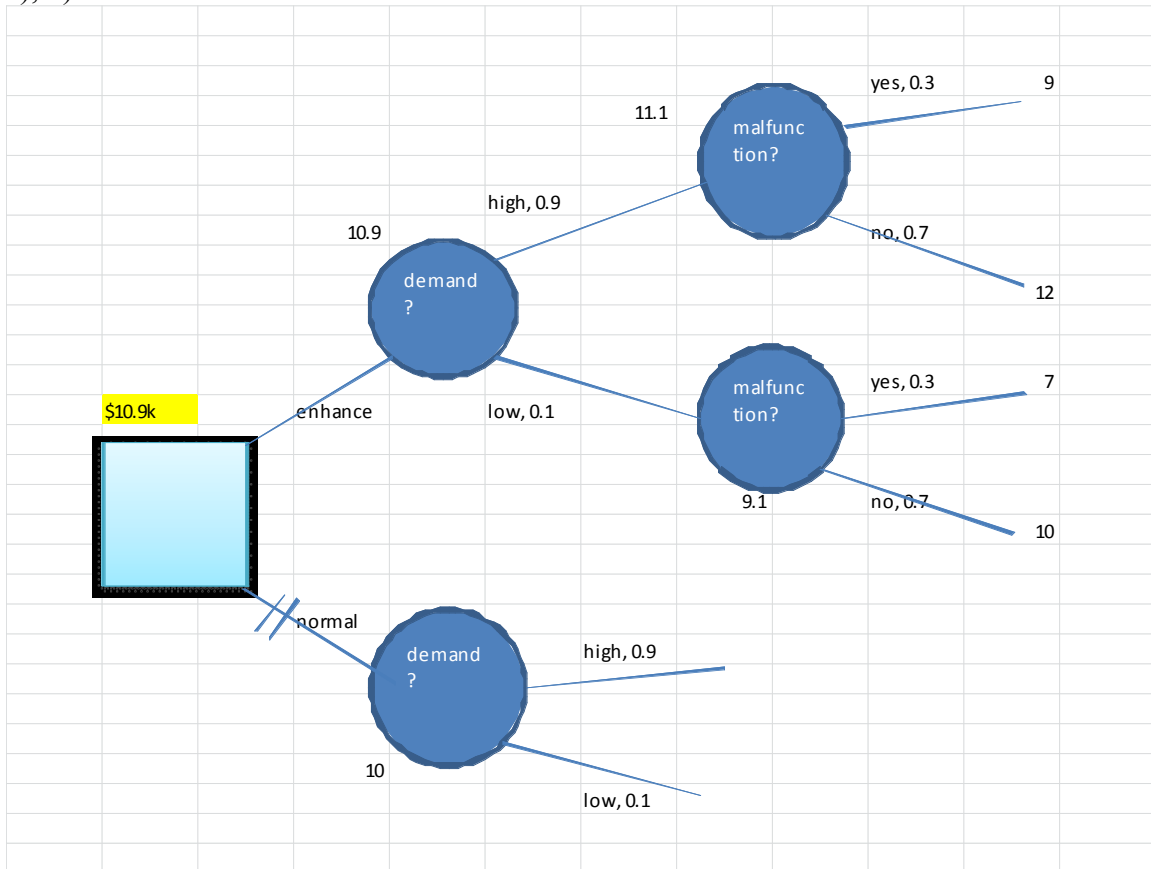 yes, 0.3
9
11.1
malfunc
tion?
high, 0.9
10.9
no, 0.7
demand
?
12
malfunc
tion?
yes, 0.3
7
$10.9k
enhance
low, 0.1
9.1
no, 0.7
10
normal
demand
?
high, 0.9
10
low, 0.1